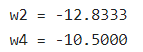 w2 = -12.8333
w4 = -10.5000